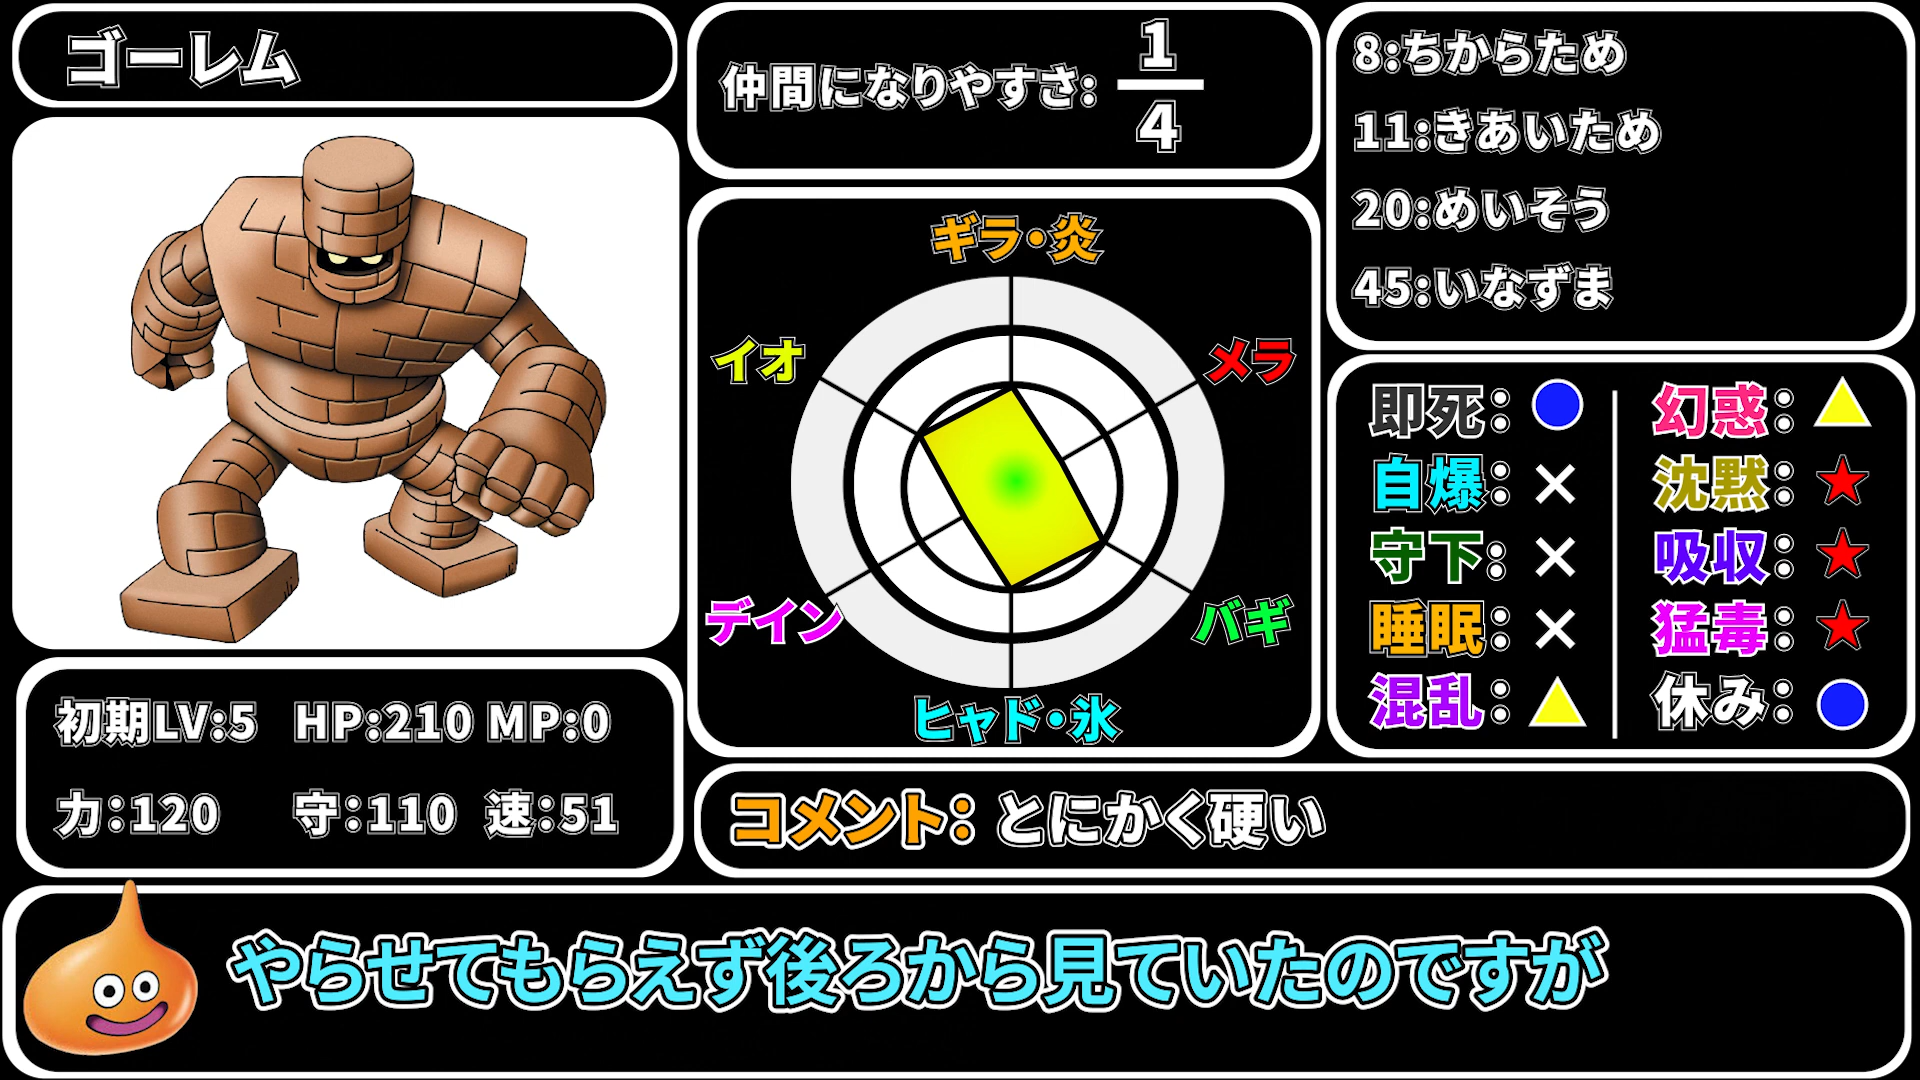 ゴーレム
仲間になりやすさ: 1/4
8:ちからため
11:きあいため
20:めいそう
45:いなずま
ギラ・炎
イオ
メラ
デイン
バギ
ヒャド・氷
即死: ● 幻惑: ▲
自爆: × 沈黙: ★
守下: × 吸収: ★
睡眠: × 猛毒: ★
混乱: ▲ 休み: ●
初期LV:5 HP:210 MP:0
力:120 守:110 速:51
コメント: とにかく硬い
やらせてもらえず後ろから見ていたのですが